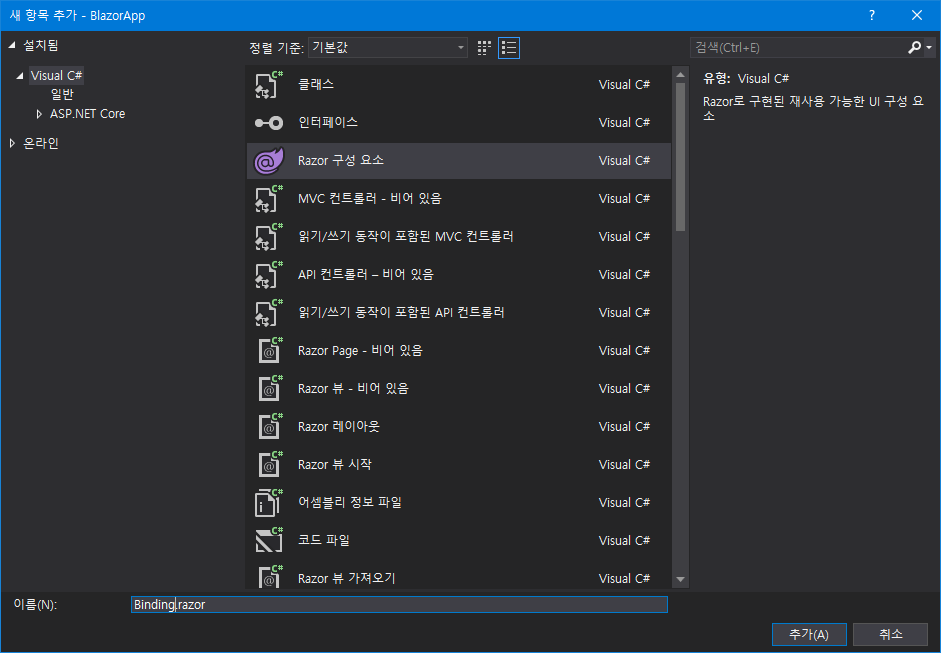 새 항목 추가 - BlazorApp
?
설치됨
Visual C#
일반
ASP.NET Core
온라인
정렬 기준: 기본값
검색(Ctrl+E)
클래스 Visual C#
인터페이스 Visual C#
Razor 구성 요소 Visual C#
MVC 컨트롤러 - 비어 있음 Visual C#
읽기/쓰기 동작이 포함된 MVC 컨트롤러 Visual C#
API 컨트롤러 – 비어 있음 Visual C#
읽기/쓰기 동작이 포함된 API 컨트롤러 Visual C#
Razor Page - 비어 있음 Visual C#
Razor 뷰 - 비어 있음 Visual C#
Razor 레이아웃 Visual C#
Razor 뷰 시작 Visual C#
어셈블리 정보 파일 Visual C#
코드 파일 Visual C#
Razor 뷰 가져오기 Visual C#
유형: Visual C#
Razor로 구현된 재사용 가능한 UI 구성 요
소
이름(N): Binding.razor
추가(A) 취소